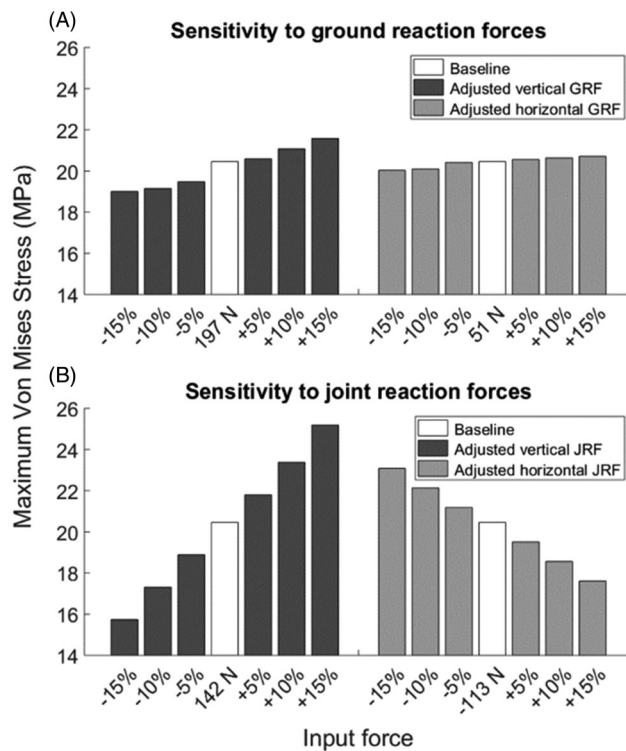 (A)
Sensitivity to ground reaction forces
26
24
22
20
18
16
14
Baseline
Adjusted vertical GRF
Adjusted horizontal GRF
-15% -10% -5% 197 N +5% +10% +15% -15% -10% -5% 51 N +5% +10% +15%
Maximum Von Mises Stress (MPa)
(B)
Sensitivity to joint reaction forces
26
24
22
20
18
16
14
Baseline
Adjusted vertical JRF
Adjusted horizontal JRF
-15% -10% -5% 142 N +5% +10% +15% -15% -10% -5% -113 N +5% +10% +15%
Input force